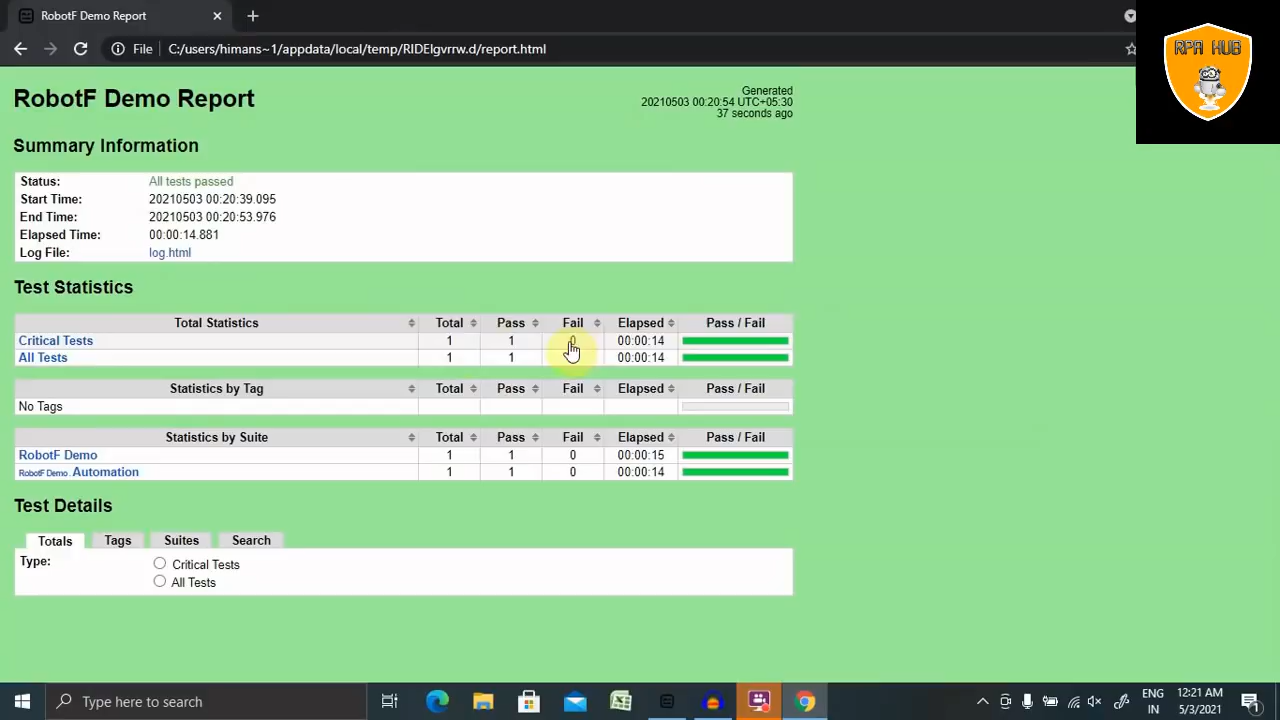 RobotF Demo Report
File
C:/users/himans~1/appdata/local/temp/RIDElgvrrw.d/report.html
RPA HUB
RobotF Demo Report
Generated
20210503 00:20:54 UTC+05:30
37 seconds ago
Summary Information
Status: All tests passed
Start Time: 20210503 00:20:39.095
End Time: 20210503 00:20:53.976
Elapsed Time: 00:00:14.881
Log File: log.html
Test Statistics
Total Statistics Total Pass Fail Elapsed Pass / Fail
Critical Tests 1 1 0 00:00:14
All Tests 1 1 00:00:14
Statistics by Tag Total Pass Fail Elapsed Pass / Fail
No Tags
Statistics by Suite Total Pass Fail Elapsed Pass / Fail
RobotF Demo 1 1 0 00:00:15
RobotF Demo. Automation 1 1 0 00:00:14
Test Details
Totals Tags Suites Search
Type: Critical Tests
All Tests
Type here to search
ENG 12:21 AM
IN 5/3/2021
1